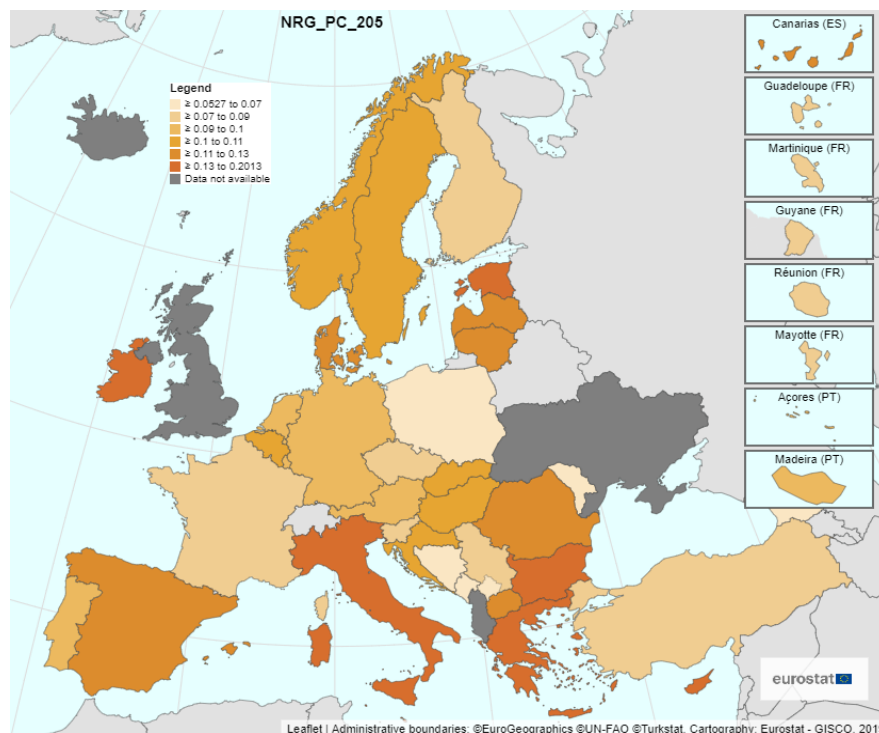 NRG_PC_205
Legend
≥ 0.0527 to 0.07
≥ 0.07 to 0.09
≥ 0.09 to 0.1
≥ 0.1 to 0.11
≥ 0.11 to 0.13
≥ 0.13 to 0.2013
Data not available
Canarias (ES)
Guadeloupe (FR)
Martinique (FR)
Guyane (FR)
Réunion (FR)
Mayotte (FR)
Açores (PT)
Madeira (PT)
eurostat
Leaflet | Administrative boundaries: ©EuroGeographics ©UN-FAO ©Turkstat, Cartography: Eurostat - GISCO, 201